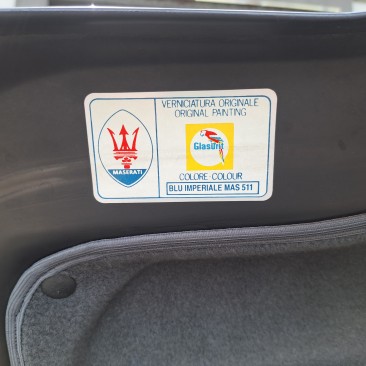 VERNICIATURA ORIGINALE
ORIGINAL PAINTING
GlasUrit
COLORE-COLOUR
BLU IMPERIALE MAS 511
MASERATI